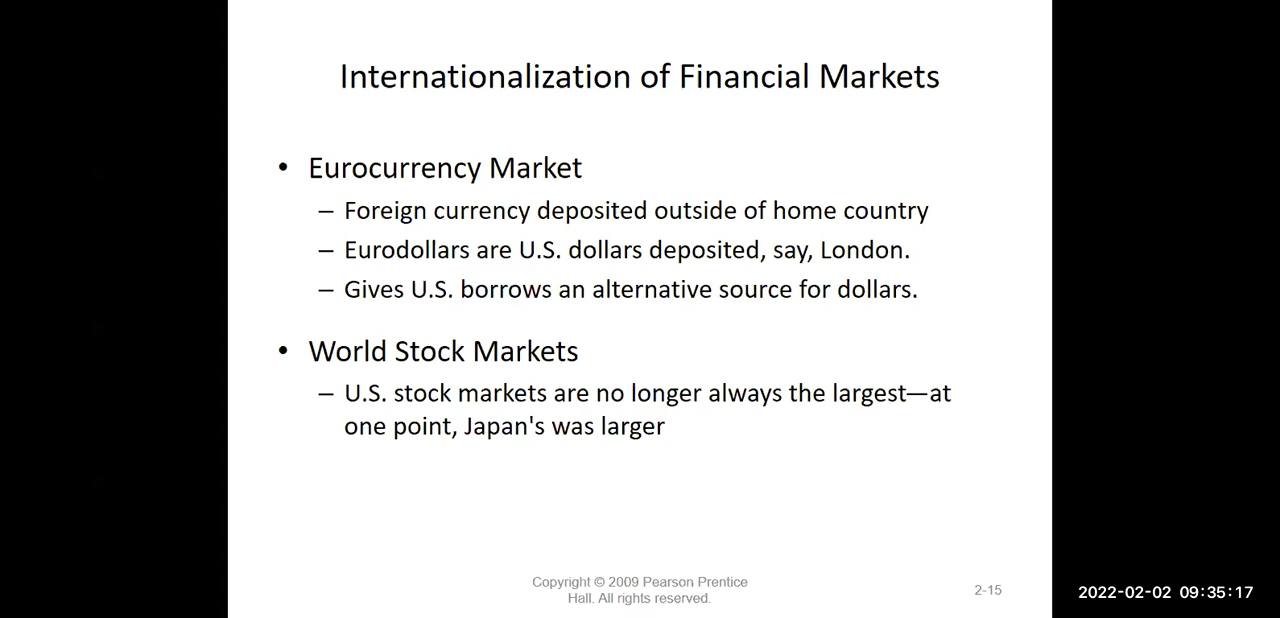 Internationalization of Financial Markets
• Eurocurrency Market
– Foreign currency deposited outside of home country
– Eurodollars are U.S. dollars deposited, say, London.
– Gives U.S. borrows an alternative source for dollars.
• World Stock Markets
– U.S. stock markets are no longer always the largest—at
one point, Japan's was larger
Copyright © 2009 Pearson Prentice
Hall. All rights reserved.
2-15
2022-02-02 09:35:17